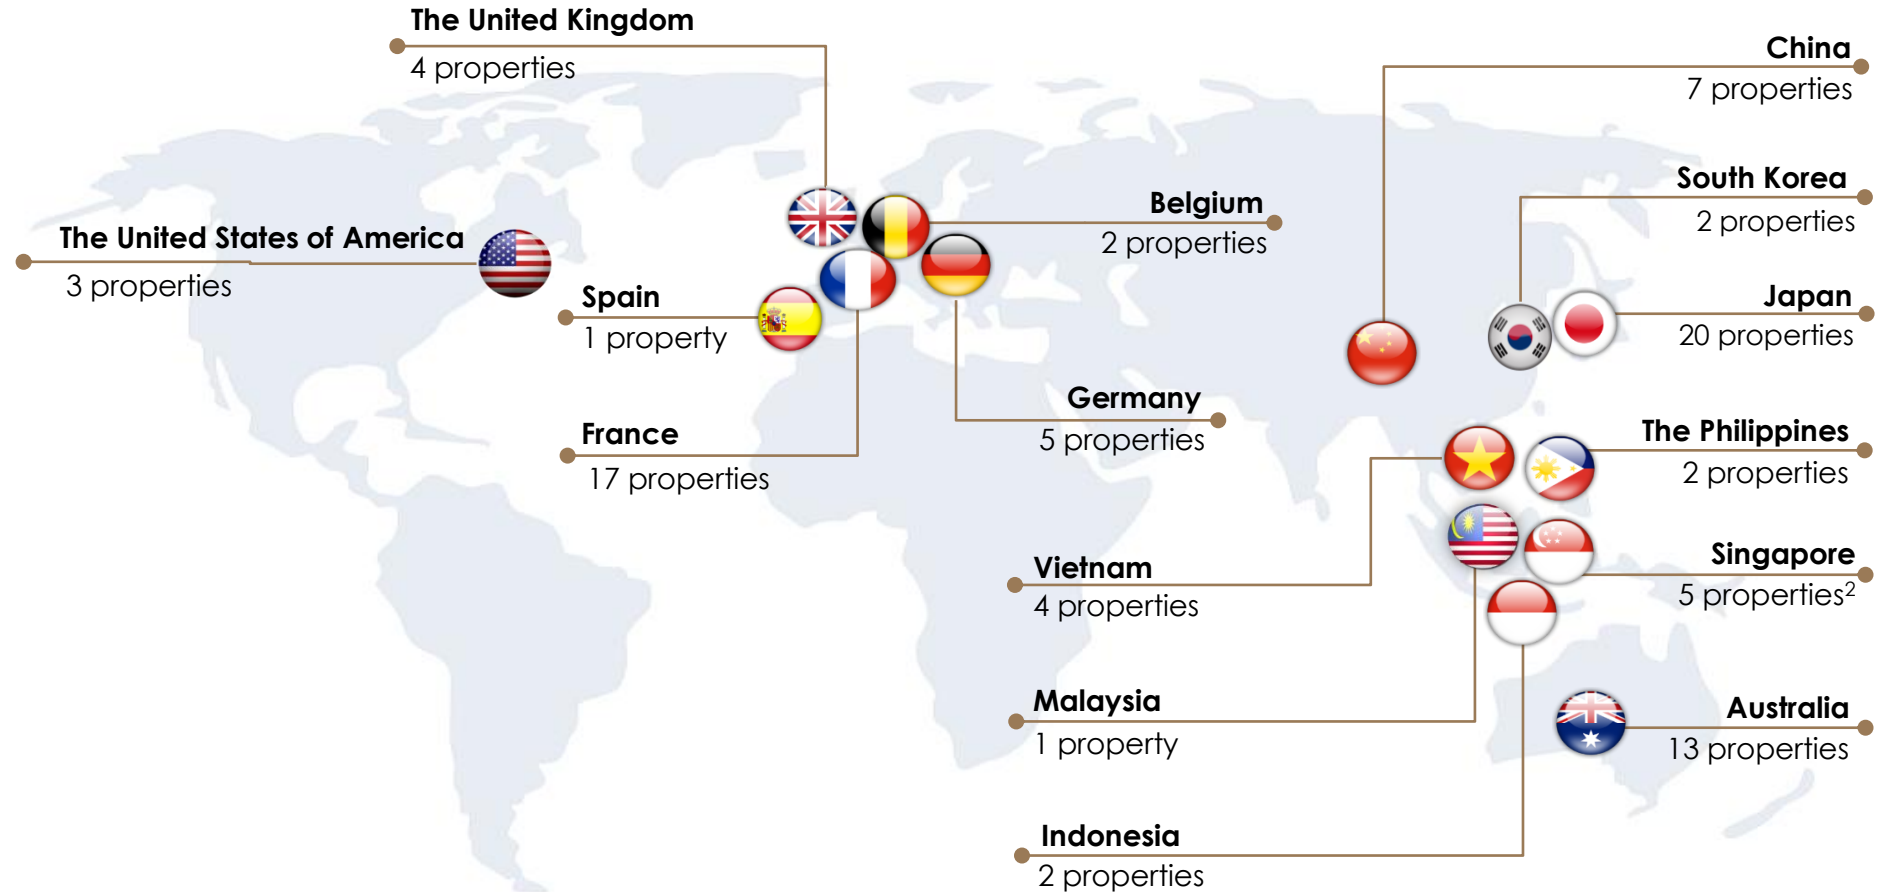 The United Kingdom
4 properties
China
7 properties
South Korea
2 properties
Belgium
2 properties
The United States of America
3 properties
Spain
1 property
Japan
20 properties
Germany
5 properties
France
17 properties
The Philippines
2 properties
Vietnam
4 properties
Singapore
5 properties²
Malaysia
1 property
Australia
13 properties
Indonesia
2 properties